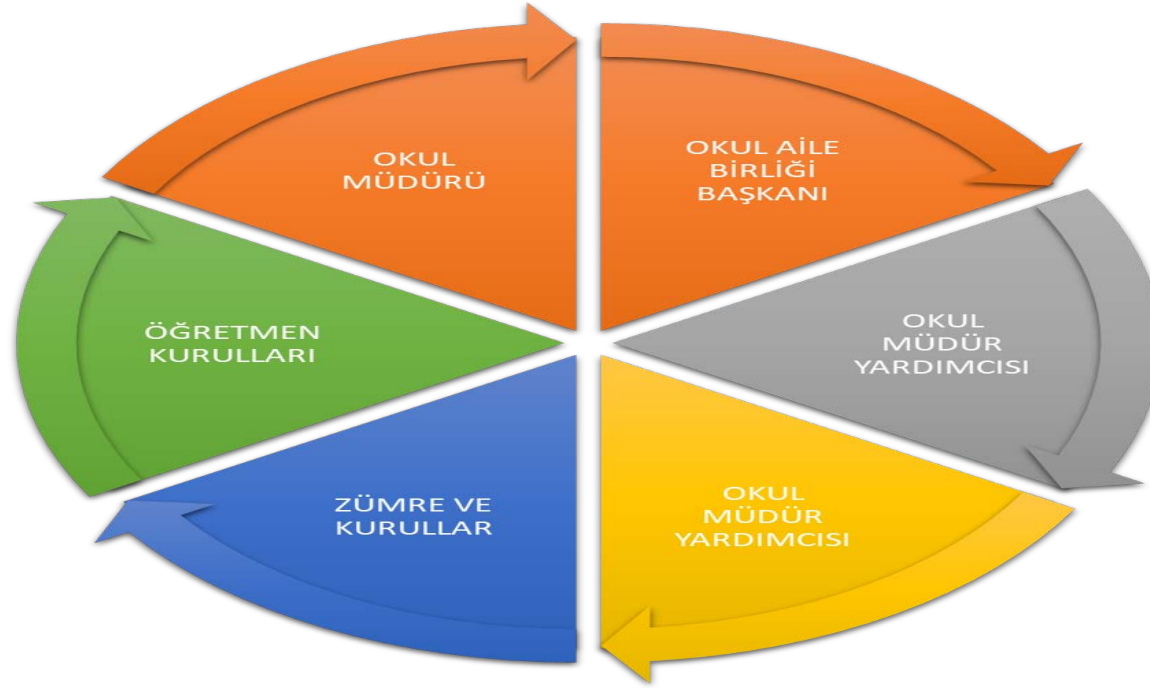 OKUL
MÜDÜRÜ
OKUL AİLE
BİRLİĞİ
BAŞKANI
ÖĞRETMEN
KURULLARI
OKUL
MÜDÜR
YARDIMCISI
ZÜMRE VE
KURULLAR
OKUL
MÜDÜR
YARDIMCISI